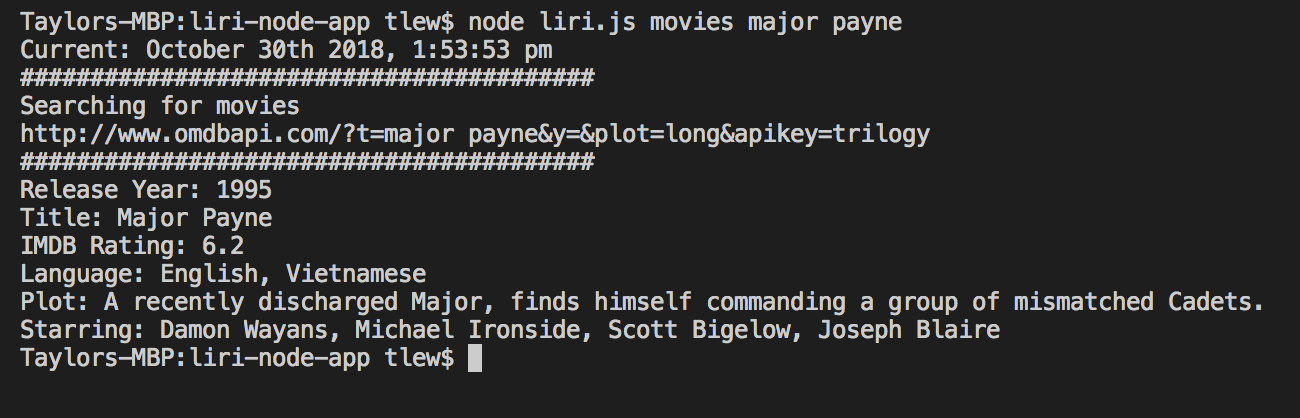 Taylors-MBP:liri-node-app tlew$ node liri.js movies major payne
Current: October 30th 2018, 1:53:53 pm
#########################################
Searching for movies
http://www.omdbapi.com/?t=major payne&y=&plot=long&apikey=trilogy
#########################################
Release Year: 1995
Title: Major Payne
IMDB Rating: 6.2
Language: English, Vietnamese
Plot: A recently discharged Major, finds himself commanding a group of mismatched Cadets.
Starring: Damon Wayans, Michael Ironside, Scott Bigelow, Joseph Blaire
Taylors-MBP:liri-node-app tlew$